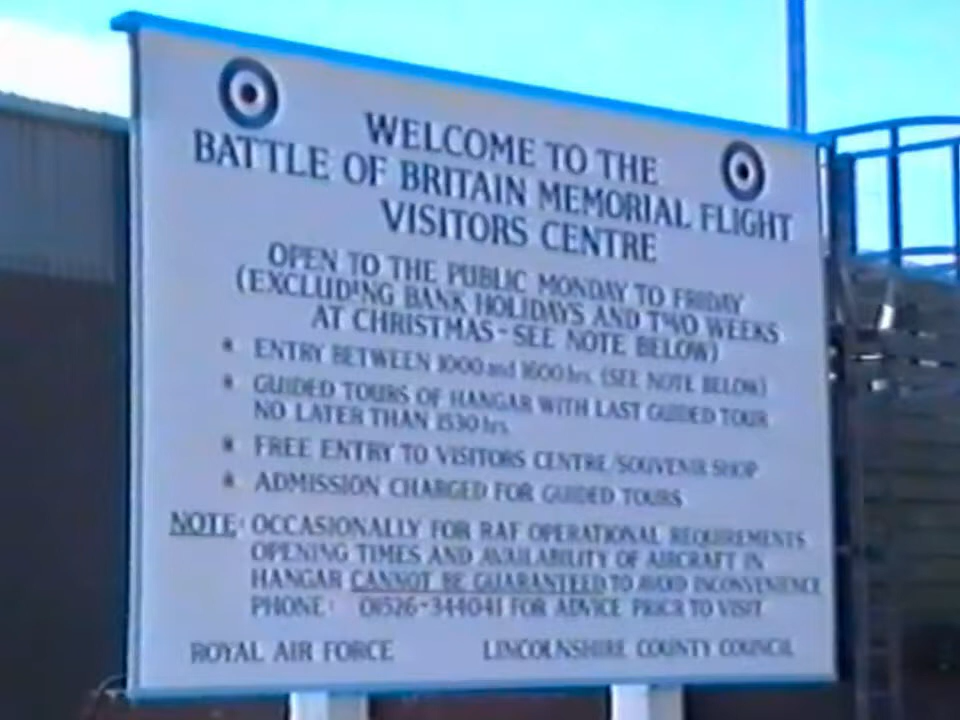 WELCOME TO THE
BATTLE OF BRITAIN MEMORIAL FLIGHT
VISITORS CENTRE
OPEN TO THE PUBLIC MONDAY TO FRIDAY
(EXCLUDING BANK HOLIDAYS AND TWO WEEKS
AT CHRISTMAS - SEE NOTE BELOW)
* ENTRY BETWEEN 1000 and 1600 hrs. (SEE NOTE BELOW)
* GUIDED TOURS OF HANGAR WITH LAST GUIDED TOUR
NO LATER THAN 1530 hrs.
* FREE ENTRY TO VISITORS CENTRE/SOUVENIR SHOP
* ADMISSION CHARGED FOR GUIDED TOURS
NOTE: OCCASIONALLY FOR RAF OPERATIONAL REQUIREMENTS
OPENING TIMES AND AVAILABILITY OF AIRCRAFT IN
HANGAR CANNOT BE GUARANTEED TO AVOID INCONVENIENCE
PHONE: 01526-344041 FOR ADVICE PRIOR TO VISIT
ROYAL AIR FORCE LINCOLNSHIRE COUNTY COUNCIL